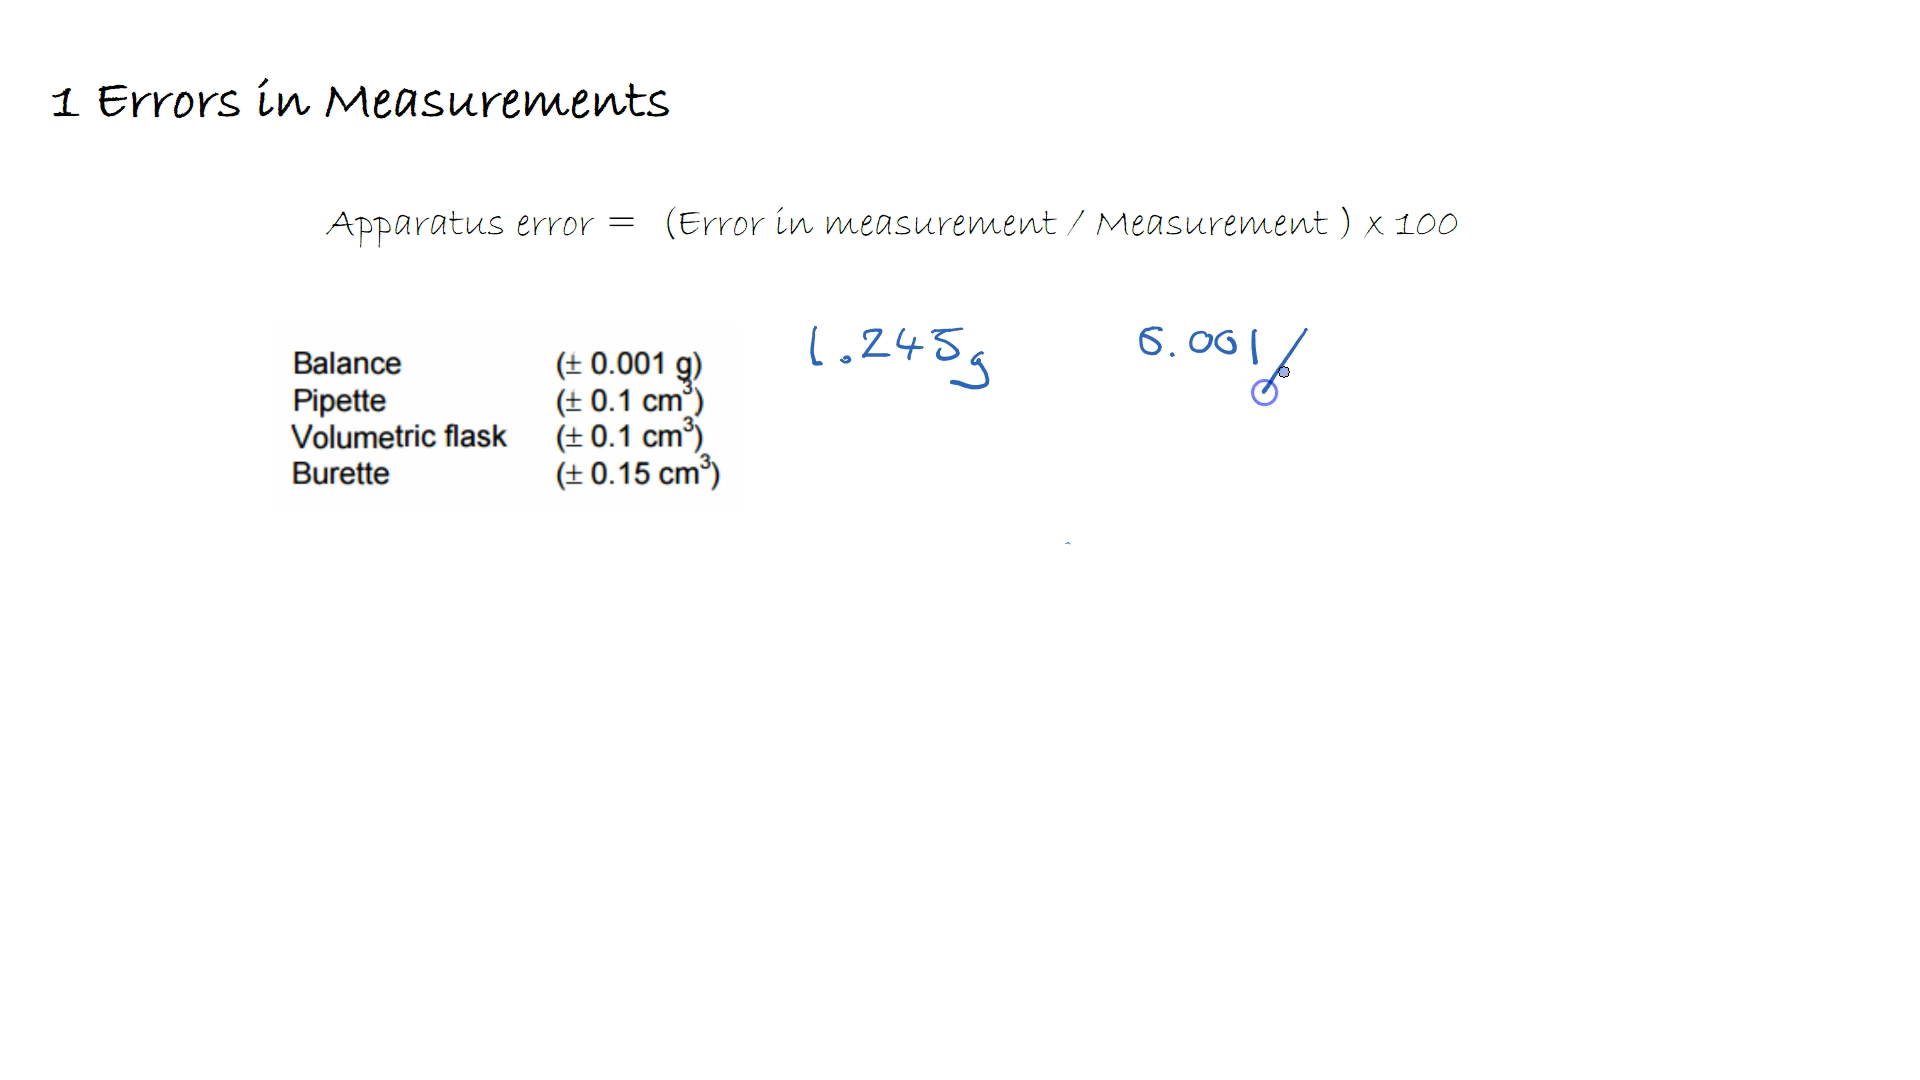 1 Errors in Measurements
Apparatus error = (Error in measurement / Measurement ) x 100
Balance (± 0.001 g) 1.245g 0.001/
Pipette (± 0.1 cm³)
Volumetric flask (± 0.1 cm³)
Burette (± 0.15 cm³)